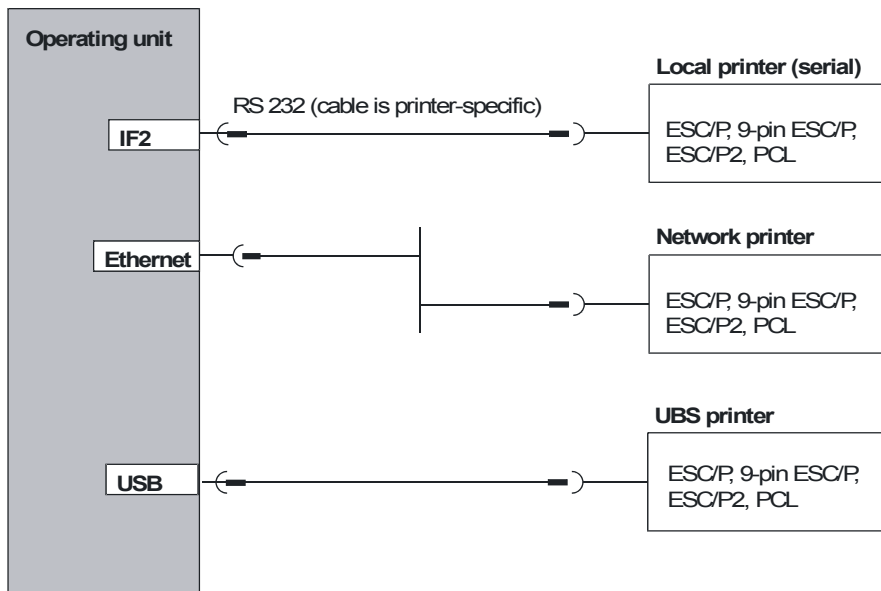 Operating unit
Local printer (serial)
RS 232 (cable is printer-specific)
IF2
ESC/P, 9-pin ESC/P,
ESC/P2, PCL
Network printer
Ethernet
ESC/P, 9-pin ESC/P,
ESC/P2, PCL
UBS printer
USB
ESC/P, 9-pin ESC/P,
ESC/P2, PCL